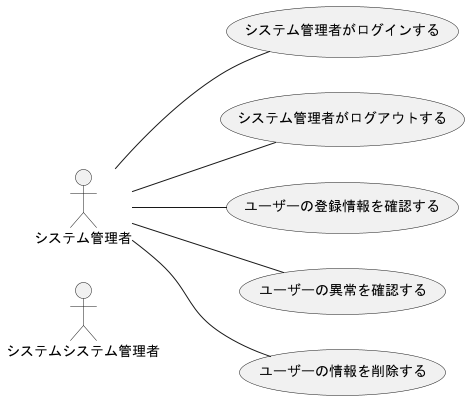 システム管理者がログインする
システム管理者がログアウトする
ユーザーの登録情報を確認する
システム管理者
ユーザーの異常を確認する
システムシステム管理者
ユーザーの情報を削除する